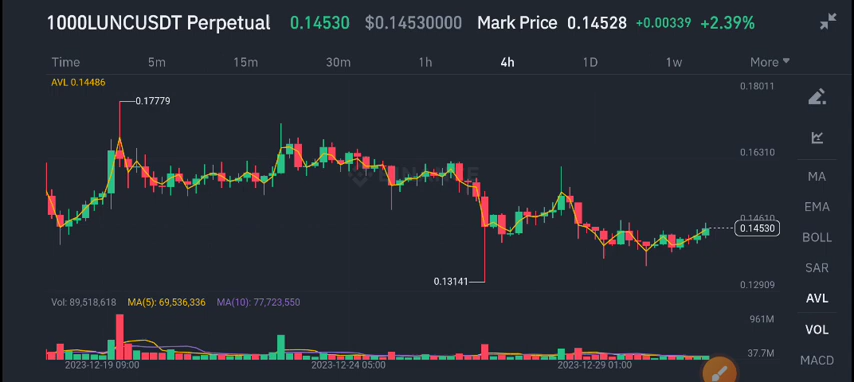 1000LUNCUSDT Perpetual 0.14530 $0.14530000 Mark Price 0.14528 +0.00339 +2.39%
Time 5m 15m 30m 1h 4h 1D 1w More
AVL 0.14486
0.18011
0.17779
0.16310
MA
EMA
BINANCE
0.14610
0.14530
BOLL
SAR
0.13141
0.12909
AVL
Vol: 89,518,618 MA(5): 69,536,336 MA(10): 77,723,550
961M
VOL
37.7M
MACD
2023-12-19 09:00 2023-12-24 05:00 2023-12-29 01:00